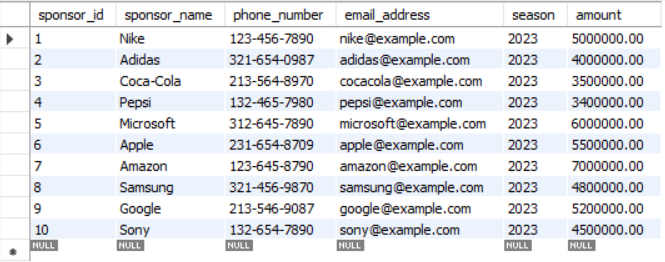 sponsor_id sponsor_name phone_number email_address season amount
1 Nike 123-456-7890 nike@example.com 2023 5000000.00
2 Adidas 321-654-0987 adidas@example.com 2023 4000000.00
3 Coca-Cola 213-564-8970 cocacola@example.com 2023 3500000.00
4 Pepsi 132-465-7980 pepsi@example.com 2023 3400000.00
5 Microsoft 312-645-7890 microsoft@example.com 2023 6000000.00
6 Apple 231-654-8709 apple@example.com 2023 5500000.00
7 Amazon 123-645-8790 amazon@example.com 2023 7000000.00
8 Samsung 321-456-9870 samsung@example.com 2023 4800000.00
9 Google 213-546-9087 google@example.com 2023 5200000.00
10 Sony 132-654-7890 sony@example.com 2023 4500000.00
NULL NULL NULL NULL NULL NULL